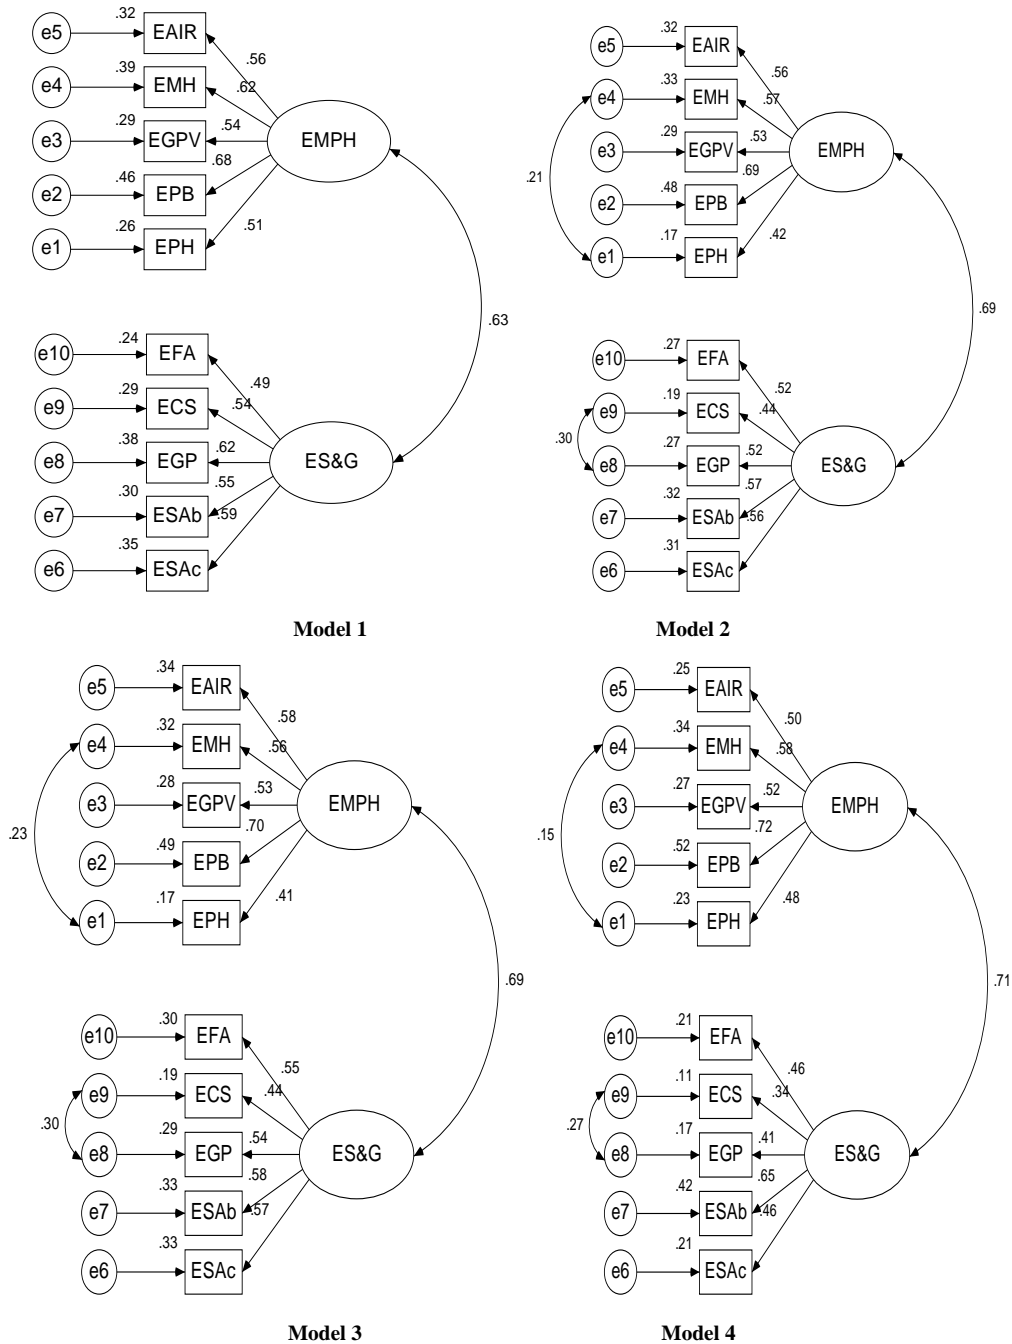 .32
e5 EAIR
.56
.39
e4 EMH .62
.29
e3 EGPV .54 EMPH
.68
.46
e2 EPB
.51
.26
e1 EPH
.63
.24
e10 EFA
.49
.29
e9 ECS .54
.38
e8 EGP .62 ES&G
.55
.30
e7 ESAb .59
.35
e6 ESAc
Model 1
.32
e5 EAIR
.56
.33
e4 EMH .57
.29
e3 EGPV .53 EMPH
.21
.69
.48
e2 EPB
.42
.17
e1 EPH
.69
.27
e10 EFA
.52
.19
e9 ECS .44
.30
.27
e8 EGP .52 ES&G
.57
.32
e7 ESAb .56
.31
e6 ESAc
Model 2
.34
e5 EAIR
.58
.32
e4 EMH .56
.28
e3 EGPV .53 EMPH
.23
.70
.49
e2 EPB
.41
.17
e1 EPH
.69
.30
e10 EFA
.55
.19
e9 ECS .44
.30
.29
e8 EGP .54 ES&G
.58
.33
e7 ESAb .57
.33
e6 ESAc
Model 3
.25
e5 EAIR
.50
.34
e4 EMH .58
.27
e3 EGPV .52 EMPH
.15
.72
.52
e2 EPB
.48
.23
e1 EPH
.71
.21
e10 EFA
.46
.11
e9 ECS .34
.27
.17
e8 EGP .41 ES&G
.65
.42
e7 ESAb .46
.21
e6 ESAc
Model 4